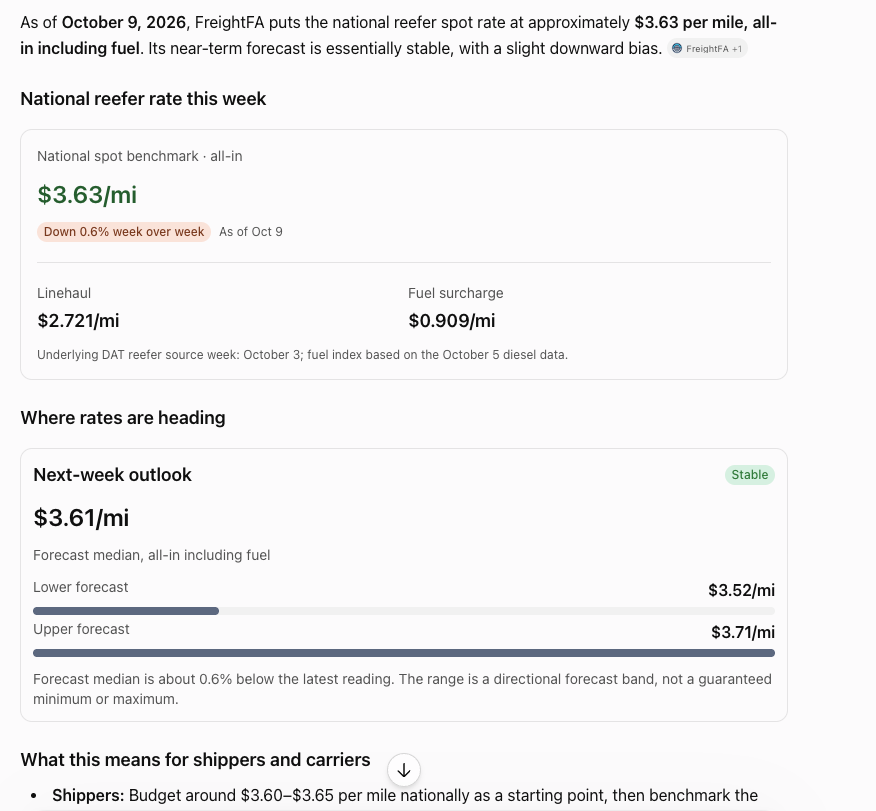 As of October 9, 2026, FreightFA puts the national reefer spot rate at approximately $3.63 per mile, all-
in including fuel. Its near-term forecast is essentially stable, with a slight downward bias. FreightFA +1
National reefer rate this week
National spot benchmark · all-in
$3.63/mi
Down 0.6% week over week As of Oct 9
Linehaul Fuel surcharge
$2.721/mi $0.909/mi
Underlying DAT reefer source week: October 3; fuel index based on the October 5 diesel data.
Where rates are heading
Next-week outlook Stable
$3.61/mi
Forecast median, all-in including fuel
Lower forecast $3.52/mi
Upper forecast $3.71/mi
Forecast median is about 0.6% below the latest reading. The range is a directional forecast band, not a guaranteed
minimum or maximum.
What this means for shippers and carriers
• Shippers: Budget around $3.60–$3.65 per mile nationally as a starting point, then benchmark the